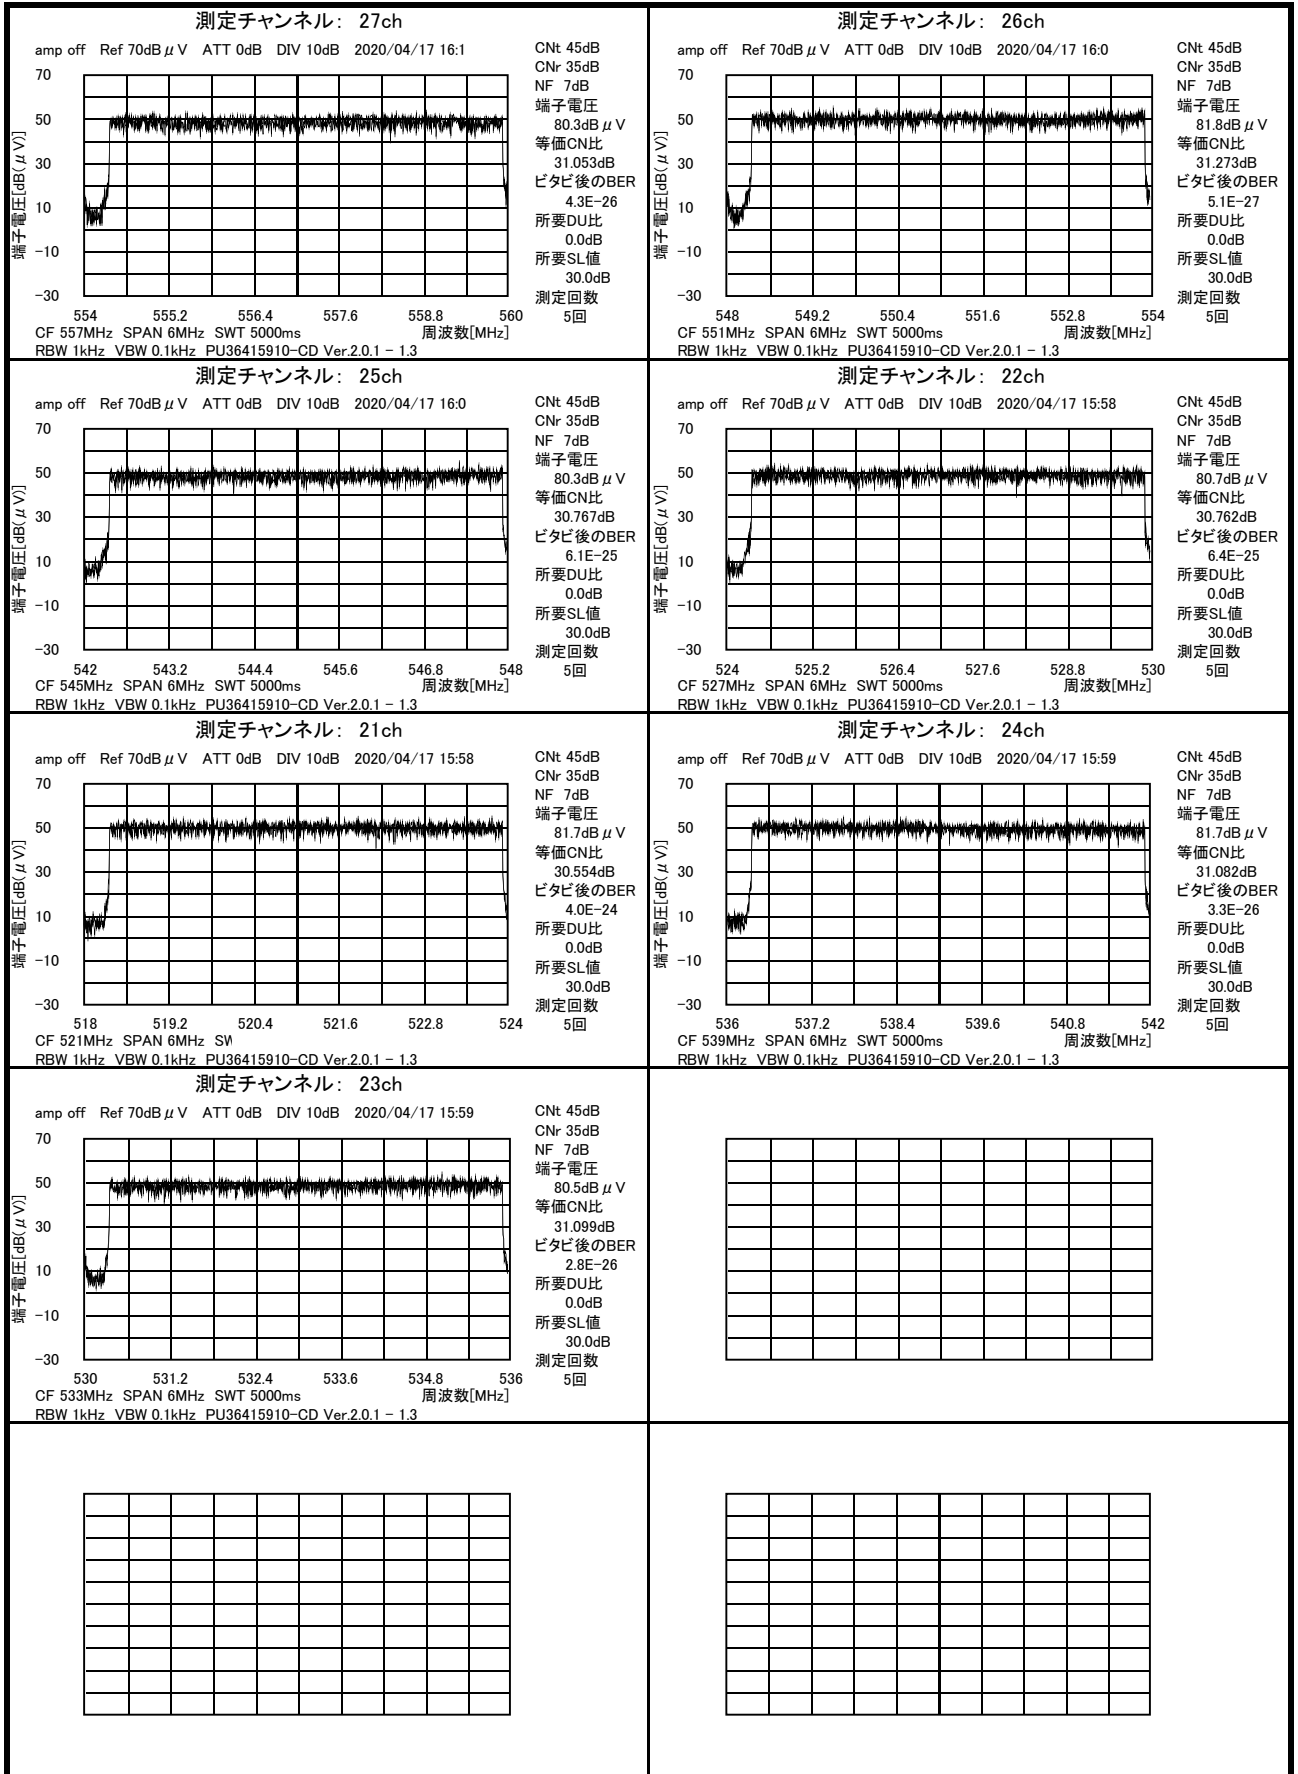 測定チャンネル： 27ch
amp off Ref 70dBμV ATT 0dB DIV 10dB 2020/04/17 16:1
70
50
30
10
-10
-30
端子電圧[dB(μV)]
554 555.2 556.4 557.6 558.8 560
CF 557MHz SPAN 6MHz SWT 5000ms 周波数[MHz]
RBW 1kHz VBW 0.1kHz PU36415910-CD Ver.2.0.1 - 1.3
CNt 45dB
CNr 35dB
NF 7dB
端子電圧
80.3dBμV
等価CN比
31.053dB
ビタビ後のBER
4.3E-26
所要DU比
0.0dB
所要SL値
30.0dB
測定回数
5回
測定チャンネル： 26ch
amp off Ref 70dBμV ATT 0dB DIV 10dB 2020/04/17 16:0
70
50
30
10
-10
-30
端子電圧[dB(μV)]
548 549.2 550.4 551.6 552.8 554
CF 551MHz SPAN 6MHz SWT 5000ms 周波数[MHz]
RBW 1kHz VBW 0.1kHz PU36415910-CD Ver.2.0.1 - 1.3
CNt 45dB
CNr 35dB
NF 7dB
端子電圧
81.8dBμV
等価CN比
31.273dB
ビタビ後のBER
5.1E-27
所要DU比
0.0dB
所要SL値
30.0dB
測定回数
5回
測定チャンネル： 25ch
amp off Ref 70dBμV ATT 0dB DIV 10dB 2020/04/17 16:0
70
50
30
10
-10
-30
端子電圧[dB(μV)]
542 543.2 544.4 545.6 546.8 548
CF 545MHz SPAN 6MHz SWT 5000ms 周波数[MHz]
RBW 1kHz VBW 0.1kHz PU36415910-CD Ver.2.0.1 - 1.3
CNt 45dB
CNr 35dB
NF 7dB
端子電圧
80.3dBμV
等価CN比
30.767dB
ビタビ後のBER
6.1E-25
所要DU比
0.0dB
所要SL値
30.0dB
測定回数
5回
測定チャンネル： 22ch
amp off Ref 70dBμV ATT 0dB DIV 10dB 2020/04/17 15:58
70
50
30
10
-10
-30
端子電圧[dB(μV)]
524 525.2 526.4 527.6 528.8 530
CF 527MHz SPAN 6MHz SWT 5000ms 周波数[MHz]
RBW 1kHz VBW 0.1kHz PU36415910-CD Ver.2.0.1 - 1.3
CNt 45dB
CNr 35dB
NF 7dB
端子電圧
80.7dBμV
等価CN比
30.762dB
ビタビ後のBER
6.4E-25
所要DU比
0.0dB
所要SL値
30.0dB
測定回数
5回
測定チャンネル： 21ch
amp off Ref 70dBμV ATT 0dB DIV 10dB 2020/04/17 15:58
70
50
30
10
-10
-30
端子電圧[dB(μV)]
518 519.2 520.4 521.6 522.8 524
CF 521MHz SPAN 6MHz SW
RBW 1kHz VBW 0.1kHz PU36415910-CD Ver.2.0.1 - 1.3
CNt 45dB
CNr 35dB
NF 7dB
端子電圧
81.7dBμV
等価CN比
30.554dB
ビタビ後のBER
4.0E-24
所要DU比
0.0dB
所要SL値
30.0dB
測定回数
5回
測定チャンネル： 24ch
amp off Ref 70dBμV ATT 0dB DIV 10dB 2020/04/17 15:59
70
50
30
10
-10
-30
端子電圧[dB(μV)]
536 537.2 538.4 539.6 540.8 542
CF 539MHz SPAN 6MHz SWT 5000ms 周波数[MHz]
RBW 1kHz VBW 0.1kHz PU36415910-CD Ver.2.0.1 - 1.3
CNt 45dB
CNr 35dB
NF 7dB
端子電圧
81.7dBμV
等価CN比
31.082dB
ビタビ後のBER
3.3E-26
所要DU比
0.0dB
所要SL値
30.0dB
測定回数
5回
測定チャンネル： 23ch
amp off Ref 70dBμV ATT 0dB DIV 10dB 2020/04/17 15:59
70
50
30
10
-10
-30
端子電圧[dB(μV)]
530 531.2 532.4 533.6 534.8 536
CF 533MHz SPAN 6MHz SWT 5000ms 周波数[MHz]
RBW 1kHz VBW 0.1kHz PU36415910-CD Ver.2.0.1 - 1.3
CNt 45dB
CNr 35dB
NF 7dB
端子電圧
80.5dBμV
等価CN比
31.099dB
ビタビ後のBER
2.8E-26
所要DU比
0.0dB
所要SL値
30.0dB
測定回数
5回